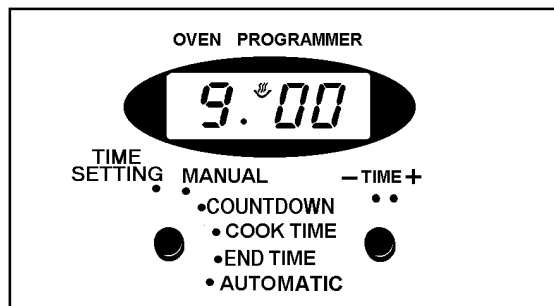 OVEN PROGRAMMER
9.00
TIME
SETTING
MANUAL
- TIME +
•COUNTDOWN
• COOK TIME
•END TIME
• AUTOMATIC